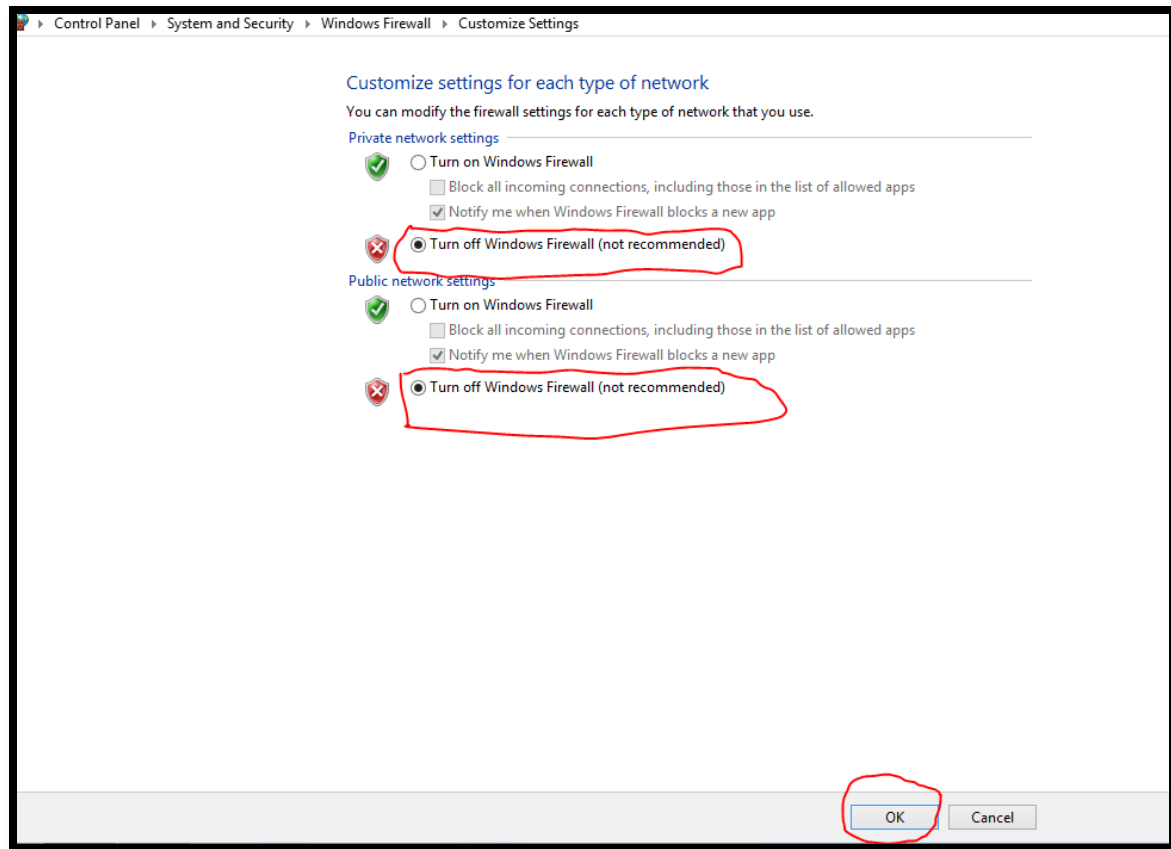 Control Panel ▸ System and Security ▸ Windows Firewall ▸ Customize Settings
Customize settings for each type of network
You can modify the firewall settings for each type of network that you use.
Private network settings
Turn on Windows Firewall
Block all incoming connections, including those in the list of allowed apps
Notify me when Windows Firewall blocks a new app
Turn off Windows Firewall (not recommended)
Public network settings
Turn on Windows Firewall
Block all incoming connections, including those in the list of allowed apps
Notify me when Windows Firewall blocks a new app
Turn off Windows Firewall (not recommended)
OK Cancel